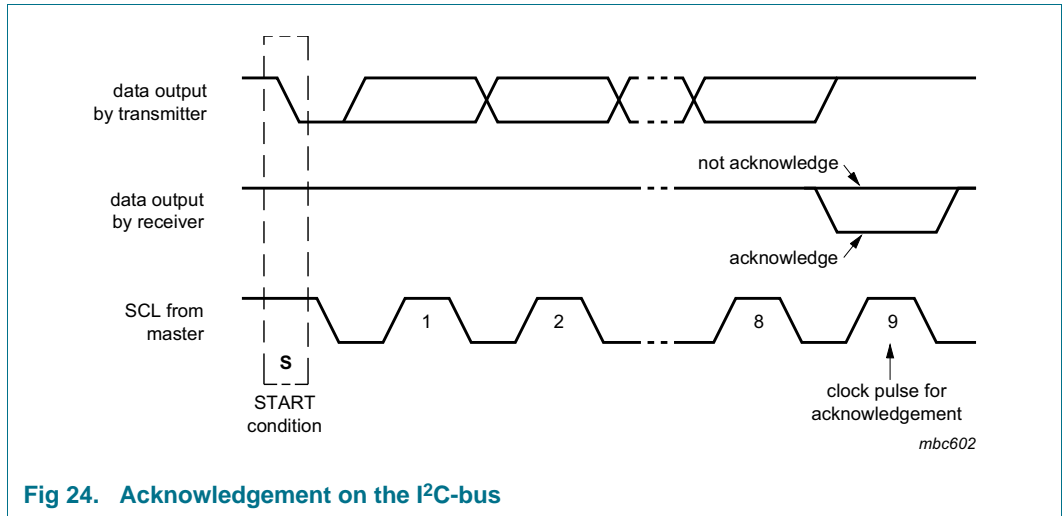 data output
by transmitter
not acknowledge
data output
by receiver
acknowledge
SCL from
master
1
2
8
9
S
START
condition
clock pulse for
acknowledgement
mbc602
Fig 24. Acknowledgement on the I²C-bus